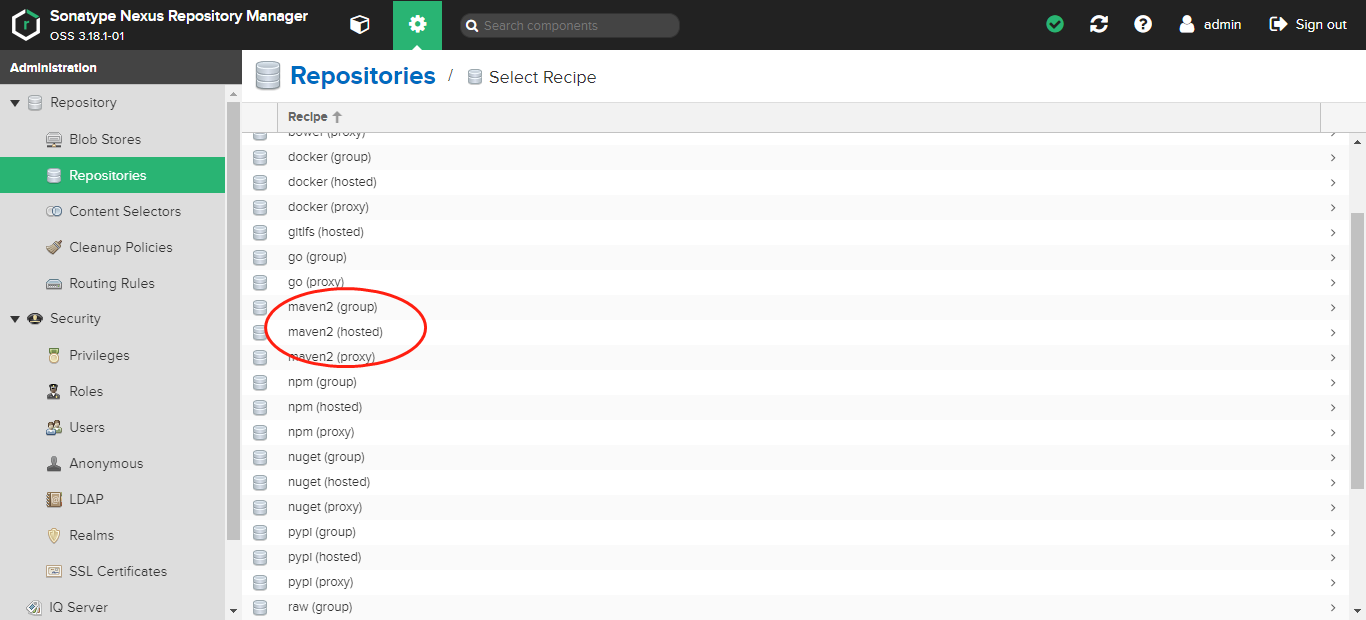 Sonatype Nexus Repository Manager
OSS 3.18.1-01
Search components
admin
Sign out
Administration
Repositories / Select Recipe
Repository
Blob Stores
Repositories
Content Selectors
Cleanup Policies
Routing Rules
Security
Privileges
Roles
Users
Anonymous
LDAP
Realms
SSL Certificates
IQ Server
Recipe
bower (proxy)
docker (group)
docker (hosted)
docker (proxy)
gitlfs (hosted)
go (group)
go (proxy)
maven2 (group)
maven2 (hosted)
maven2 (proxy)
npm (group)
npm (hosted)
npm (proxy)
nuget (group)
nuget (hosted)
nuget (proxy)
pypi (group)
pypi (hosted)
pypi (proxy)
raw (group)